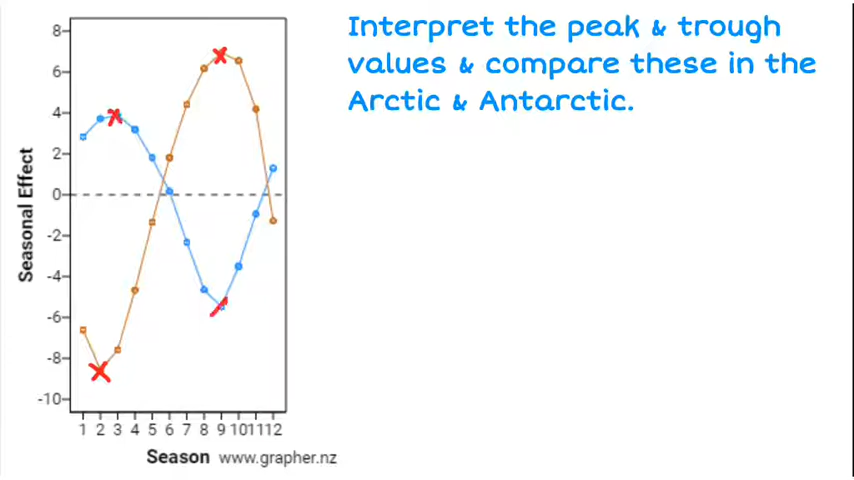 Interpret the peak & trough
values & compare these in the
Arctic & Antarctic.
8
6
4
2
0
-2
-4
-6
-8
-10
Seasonal Effect
1 2 3 4 5 6 7 8 9 10 11 12
Season www.grapher.nz